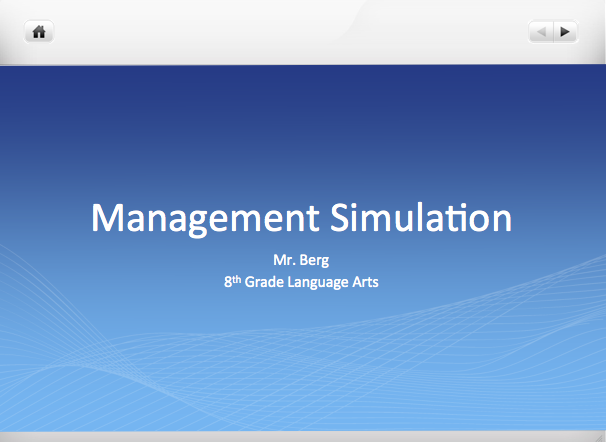 Management Simulation
Mr. Berg
8th Grade Language Arts